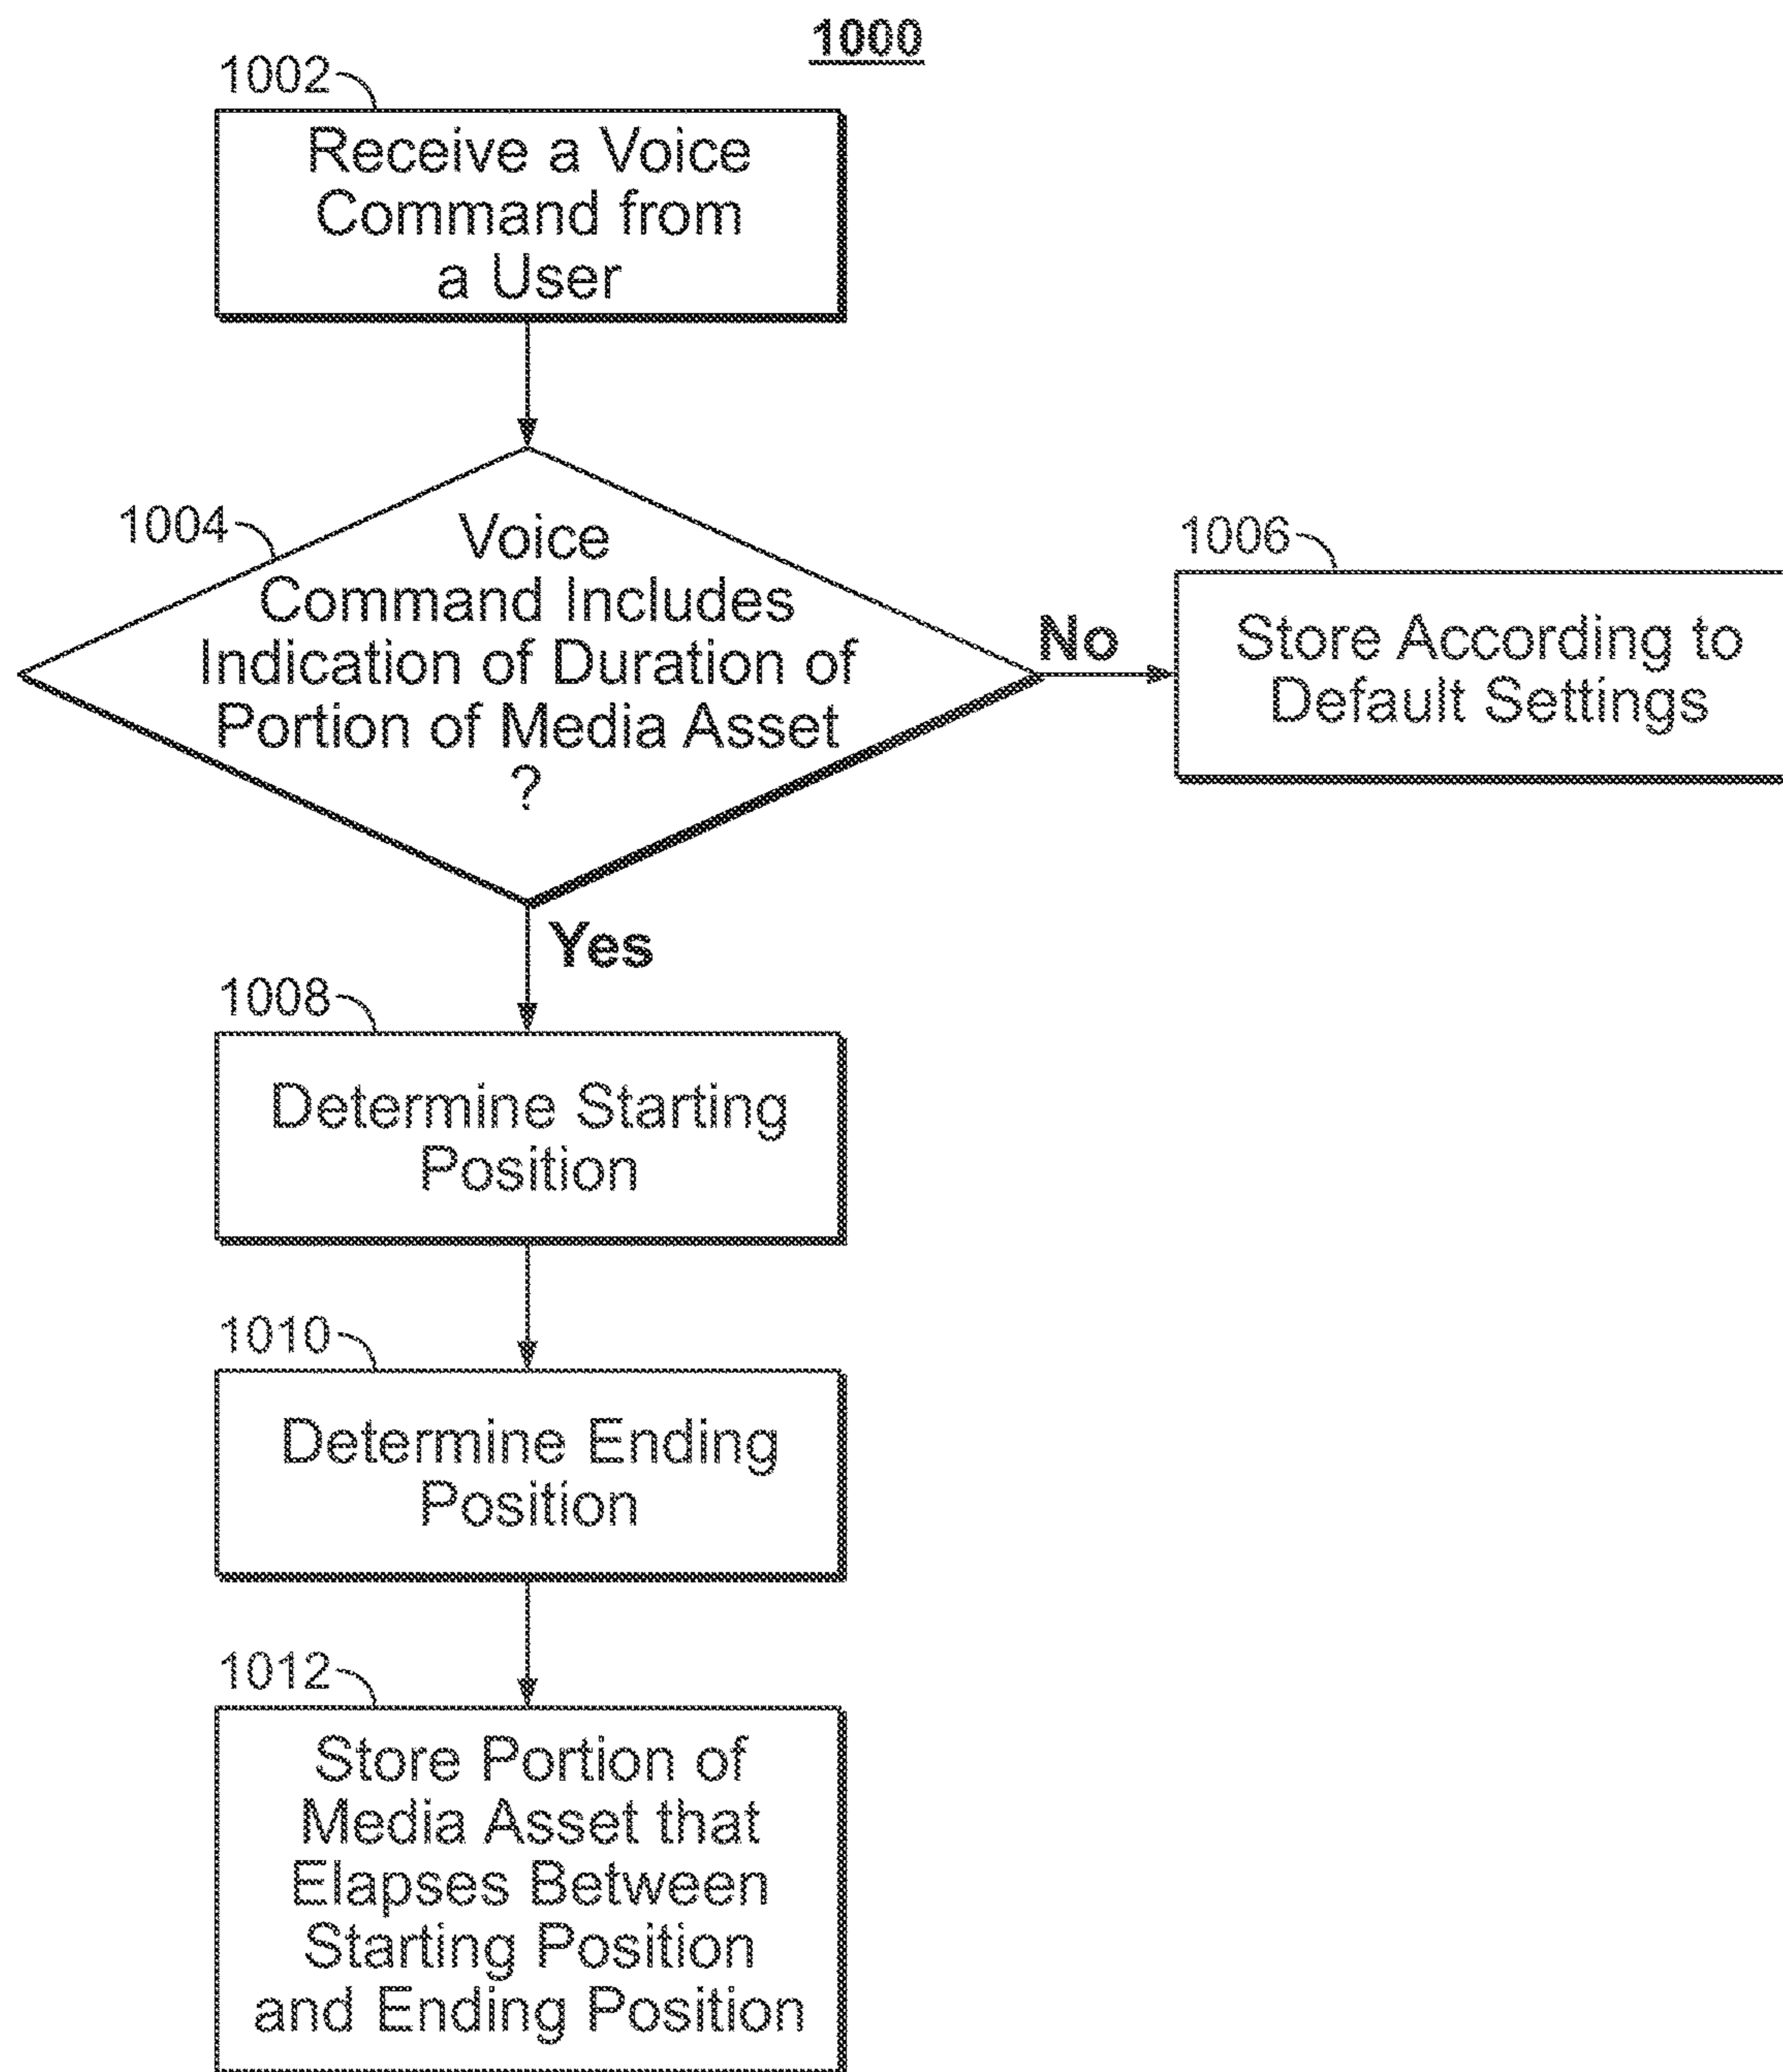 1000
1002
Receive a Voice
Command from
a User
1004
Voice
Command Includes
Indication of Duration of
Portion of Media Asset
?
No
1006
Store According to
Default Settings
Yes
1008
Determine Starting
Position
1010
Determine Ending
Position
1012
Store Portion of
Media Asset that
Elapses Between
Starting Position
and Ending Position